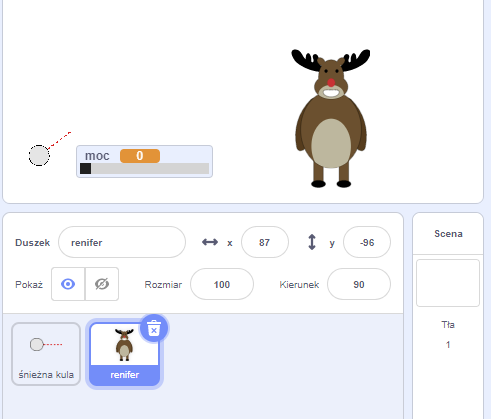 moc 0
Duszek renifer x 87 y -96
Pokaż Rozmiar 100 Kierunek 90
Scena
śnieżna kula renifer
Tła
1